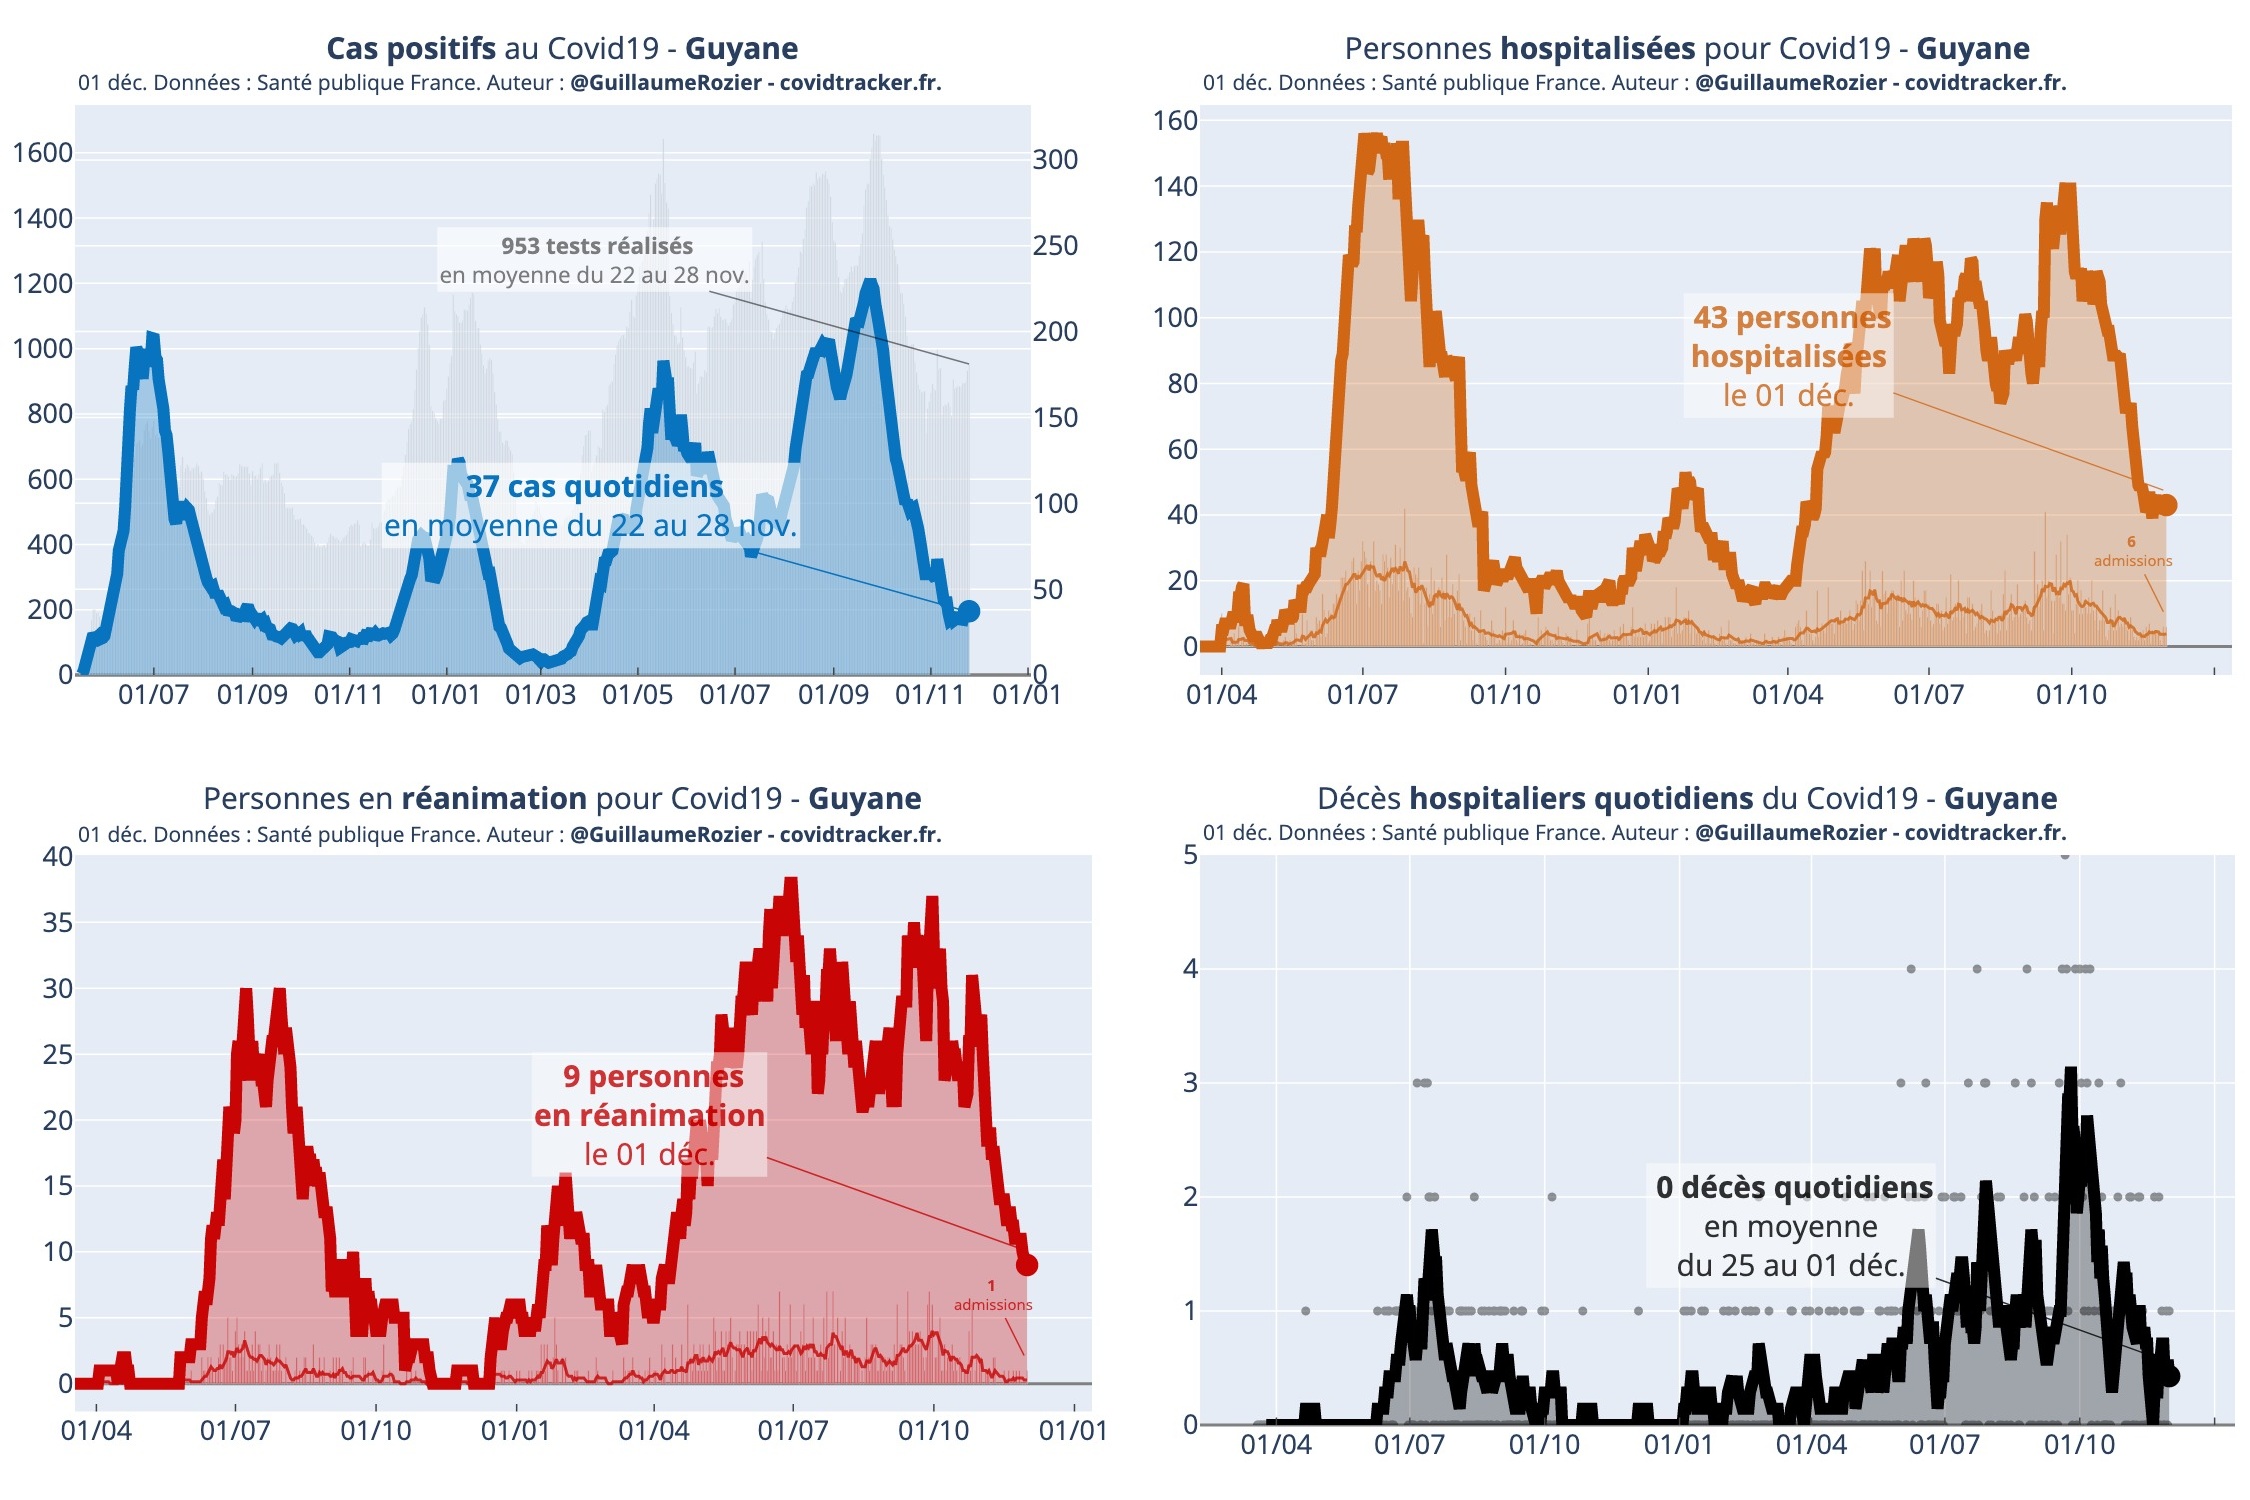 Cas positifs au Covid19 - Guyane
01 déc. Données : Santé publique France. Auteur : @GuillaumeRozier - covidtracker.fr.
1600
1400
1200
1000
800
600
400
200
0
300
250
200
150
100
50
0
953 tests réalisés
en moyenne du 22 au 28 nov.
37 cas quotidiens
en moyenne du 22 au 28 nov.
01/07 01/09 01/11 01/01 01/03 01/05 01/07 01/09 01/11 01/01
Personnes hospitalisées pour Covid19 - Guyane
01 déc. Données : Santé publique France. Auteur : @GuillaumeRozier - covidtracker.fr.
160
140
120
100
80
60
40
20
0
43 personnes
hospitalisées
le 01 déc.
6
admissions
01/04 01/07 01/10 01/01 01/04 01/07 01/10
Personnes en réanimation pour Covid19 - Guyane
01 déc. Données : Santé publique France. Auteur : @GuillaumeRozier - covidtracker.fr.
40
35
30
25
20
15
10
5
0
9 personnes
en réanimation
le 01 déc.
1
admissions
01/04 01/07 01/10 01/01 01/04 01/07 01/10 01/01
Décès hospitaliers quotidiens du Covid19 - Guyane
01 déc. Données : Santé publique France. Auteur : @GuillaumeRozier - covidtracker.fr.
5
4
3
2
1
0
0 décès quotidiens
en moyenne
du 25 au 01 déc.
01/04 01/07 01/10 01/01 01/04 01/07 01/10